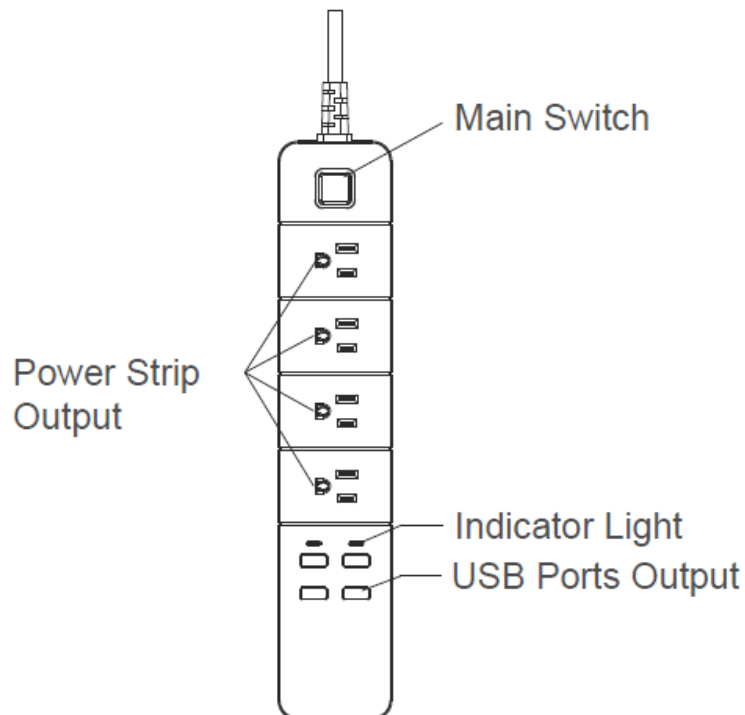 Main Switch
Power Strip
Output
Indicator Light
USB Ports Output